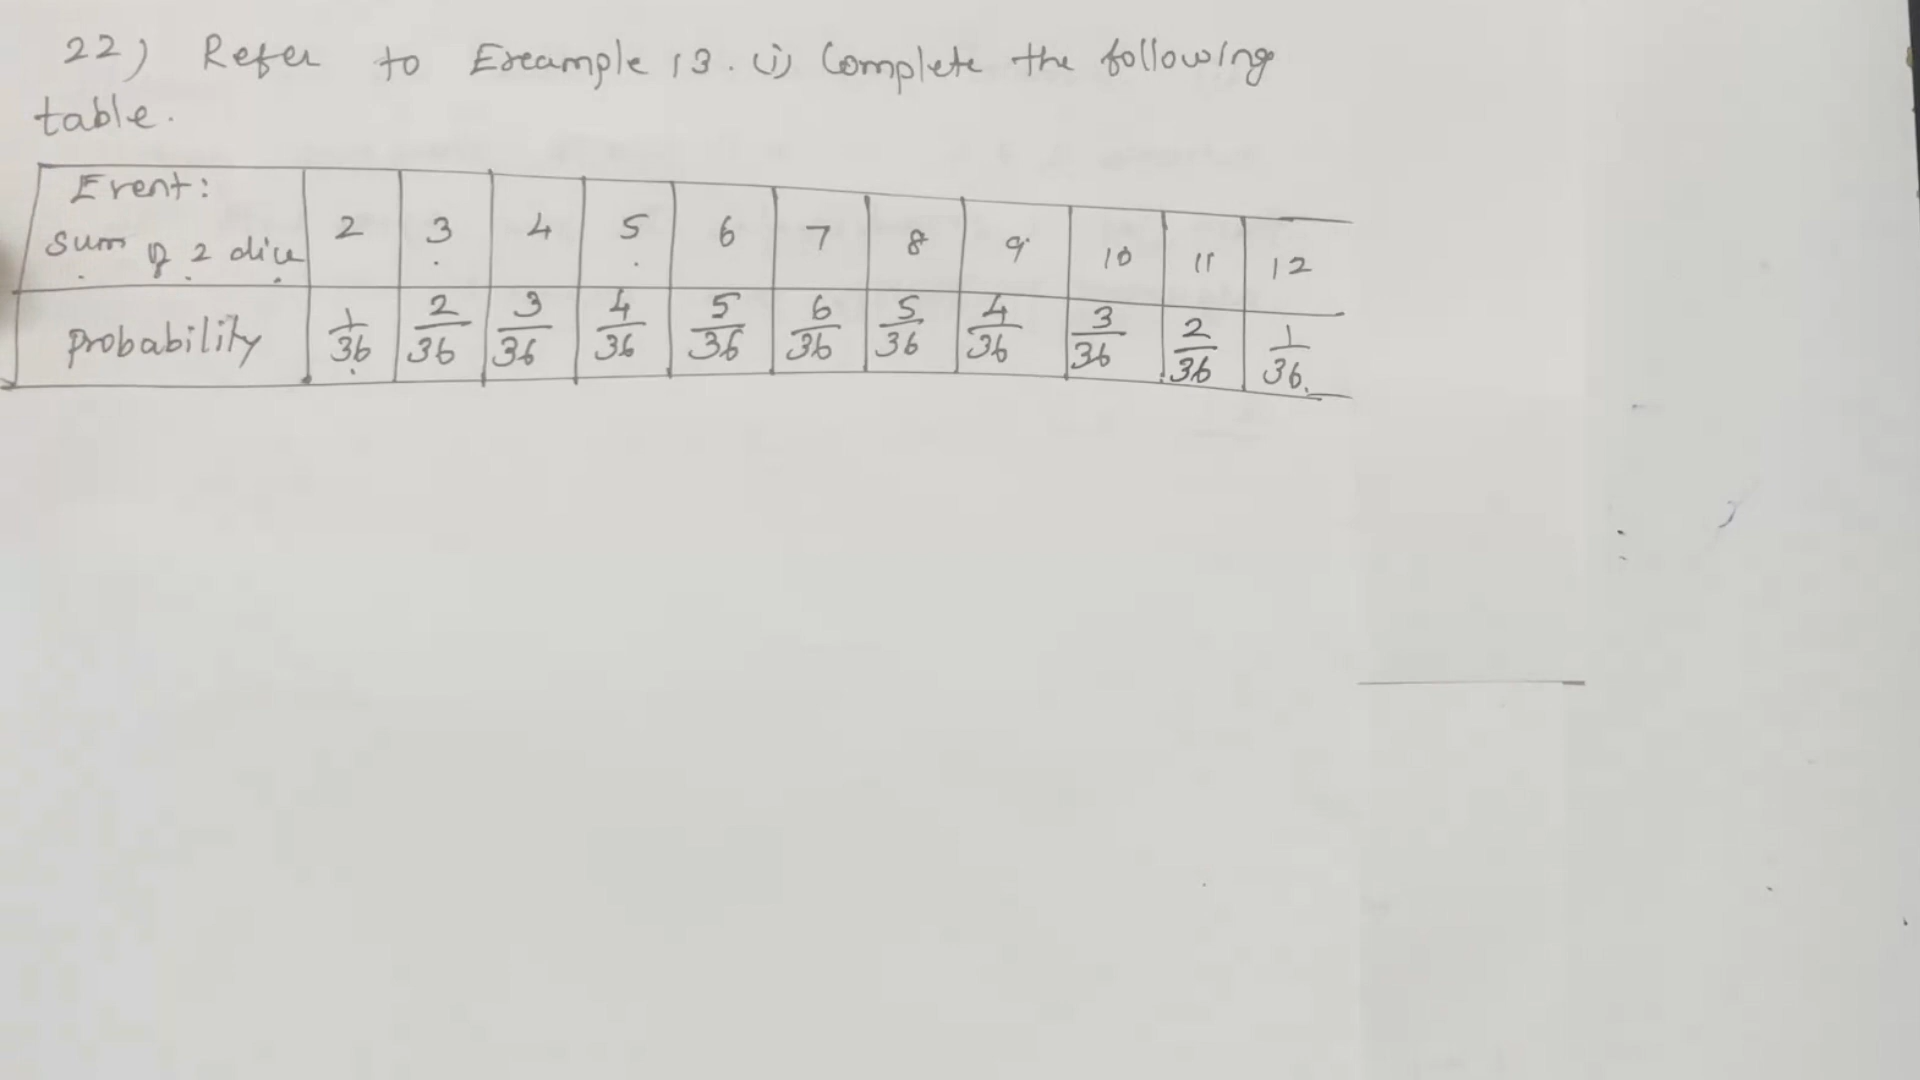 22) Refer to Example 13. (i) Complete the following
table.
Event:
Sum of 2 dice
2 3 4 5 6 7 8 9 10 11 12
probability 1/36 2/36 3/36 4/36 5/36 6/36 5/36 4/36 3/36 2/36 1/36